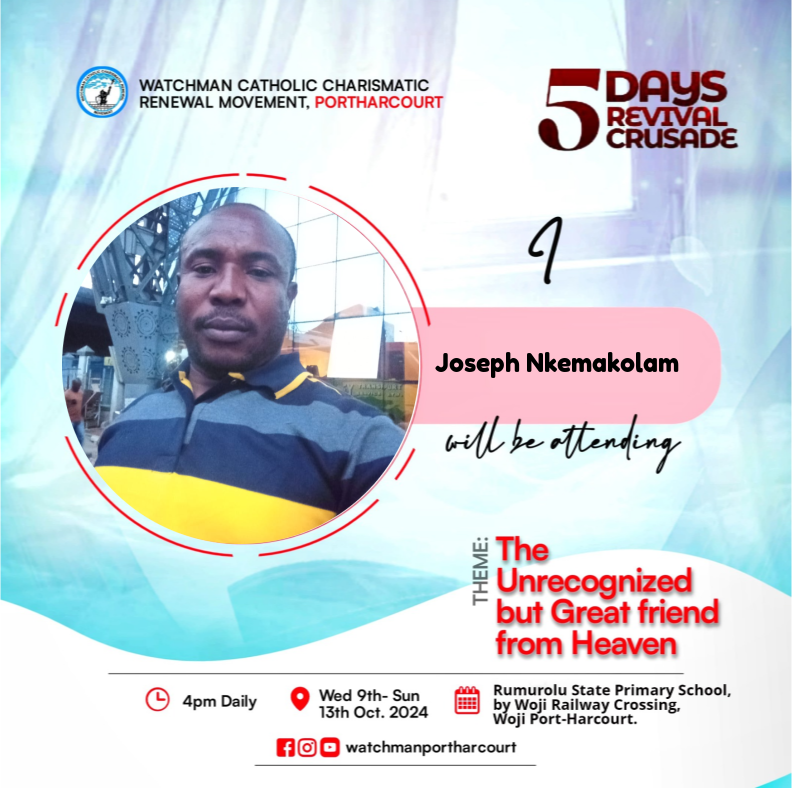 WATCHMAN CATHOLIC CHARISMATIC
RENEWAL MOVEMENT, PORTHARCOURT
5 DAYS
REVIVAL
CRUSADE
I
Joseph Nkemakolam
will be attending
THEME:
The
Unrecognized
but Great friend
from Heaven
4pm Daily
Wed 9th- Sun
13th Oct. 2024
Rumurolu State Primary School,
by Woji Railway Crossing,
Woji Port-Harcourt.
watchmanportharcourt